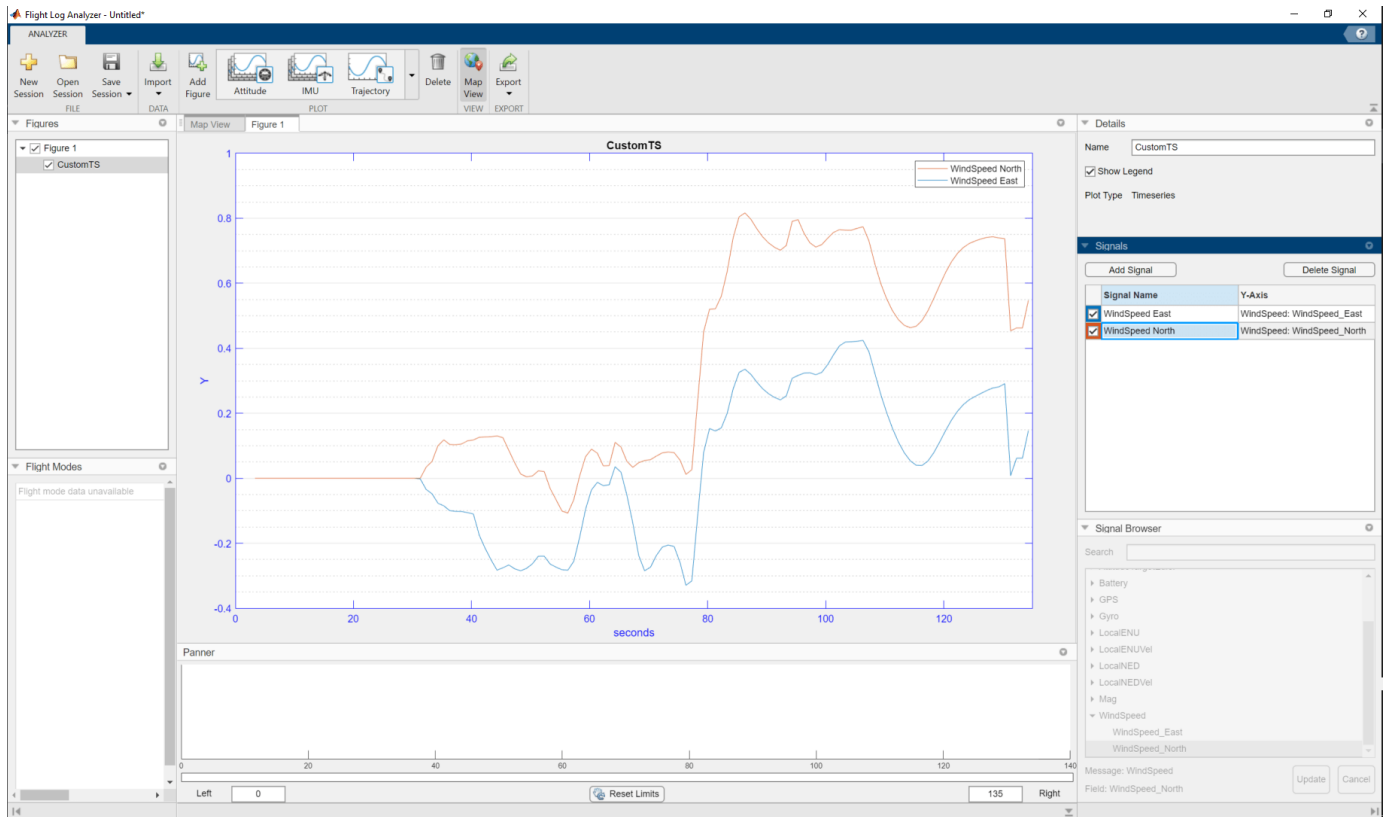 Flight Log Analyzer - Untitled*
ANALYZER
New Session
Open Session
Save Session
Import
Add Figure
Attitude
IMU
Trajectory
Delete
Map View
Export
FILE
DATA
PLOT
VIEW
EXPORT
Figures
Figure 1
CustomTS
Flight Modes
Flight mode data unavailable
Map View
Figure 1
CustomTS
WindSpeed North
WindSpeed East
1
0.8
0.6
0.4
0.2
0
-0.2
-0.4
Y
0 20 40 60 80 100 120
seconds
Panner
0 20 40 60 80 100 120 140
Left 0
Reset Limits
135 Right
Details
Name CustomTS
Show Legend
Plot Type Timeseries
Signals
Add Signal
Delete Signal
Signal Name Y-Axis
WindSpeed East WindSpeed: WindSpeed_East
WindSpeed North WindSpeed: WindSpeed_North
Signal Browser
Search
Battery
GPS
Gyro
LocalENU
LocalENUVel
LocalNED
LocalNEDVel
Mag
WindSpeed
WindSpeed_East
WindSpeed_North
Message: WindSpeed
Field: WindSpeed_North
Update
Cancel